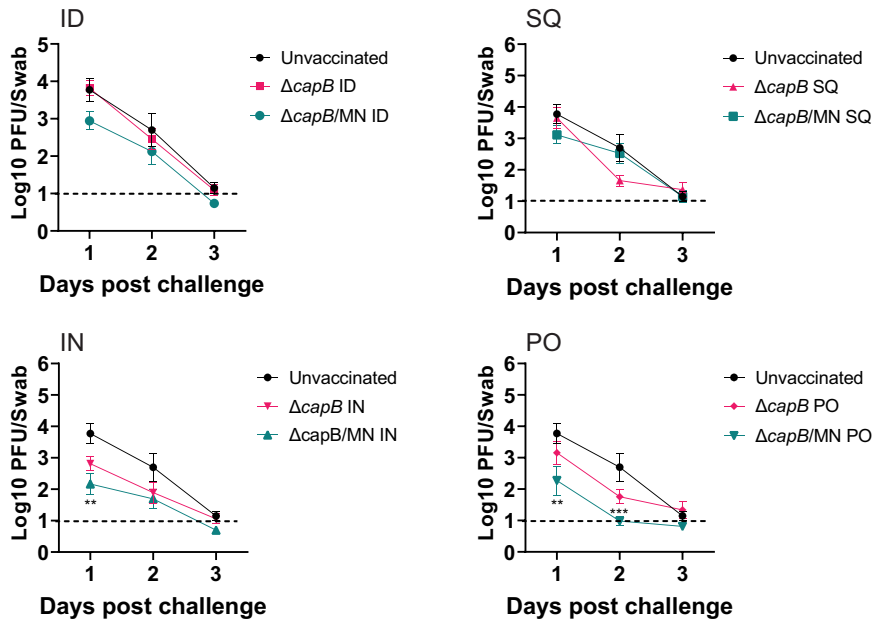 ID
Log10 PFU/Swab
5
4
3
2
1
0
1 2 3
Days post challenge
Unvaccinated
ΔcapB ID
ΔcapB/MN ID
SQ
Log10 PFU/Swab
6
5
4
3
2
1
0
1 2 3
Days post challenge
Unvaccinated
ΔcapB SQ
ΔcapB/MN SQ
IN
Log10 PFU/Swab
6
5
4
3
2
1
0
**
1 2 3
Days post challenge
Unvaccinated
ΔcapB IN
ΔcapB/MN IN
PO
Log10 PFU/Swab
6
5
4
3
2
1
0
** ***
1 2 3
Days post challenge
Unvaccinated
ΔcapB PO
ΔcapB/MN PO